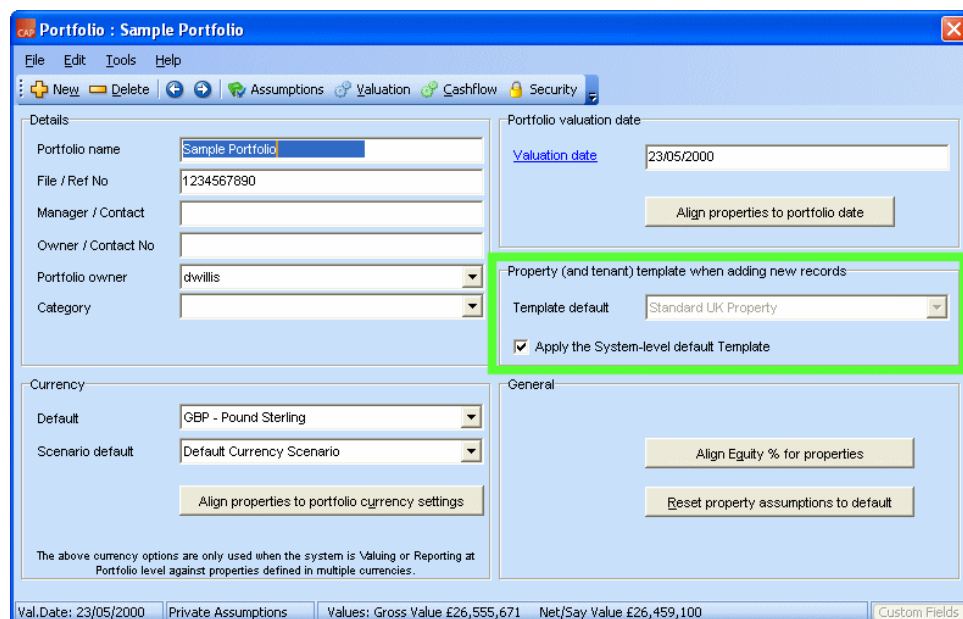 CAP Portfolio : Sample Portfolio
File Edit Tools Help
New Delete Assumptions Valuation Cashflow Security
Details
Portfolio name Sample Portfolio
File / Ref No 1234567890
Manager / Contact
Owner / Contact No
Portfolio owner dwillis
Category
Portfolio valuation date
Valuation date 23/05/2000
Align properties to portfolio date
Property (and tenant) template when adding new records
Template default Standard UK Property
Apply the System-level default Template
Currency
Default GBP - Pound Sterling
Scenario default Default Currency Scenario
Align properties to portfolio currency settings
The above currency options are only used when the system is Valuing or Reporting at
Portfolio level against properties defined in multiple currencies.
General
Align Equity % for properties
Reset property assumptions to default
Val.Date: 23/05/2000 Private Assumptions Values: Gross Value £26,555,671 Net/Say Value £26,459,100 Custom Fields